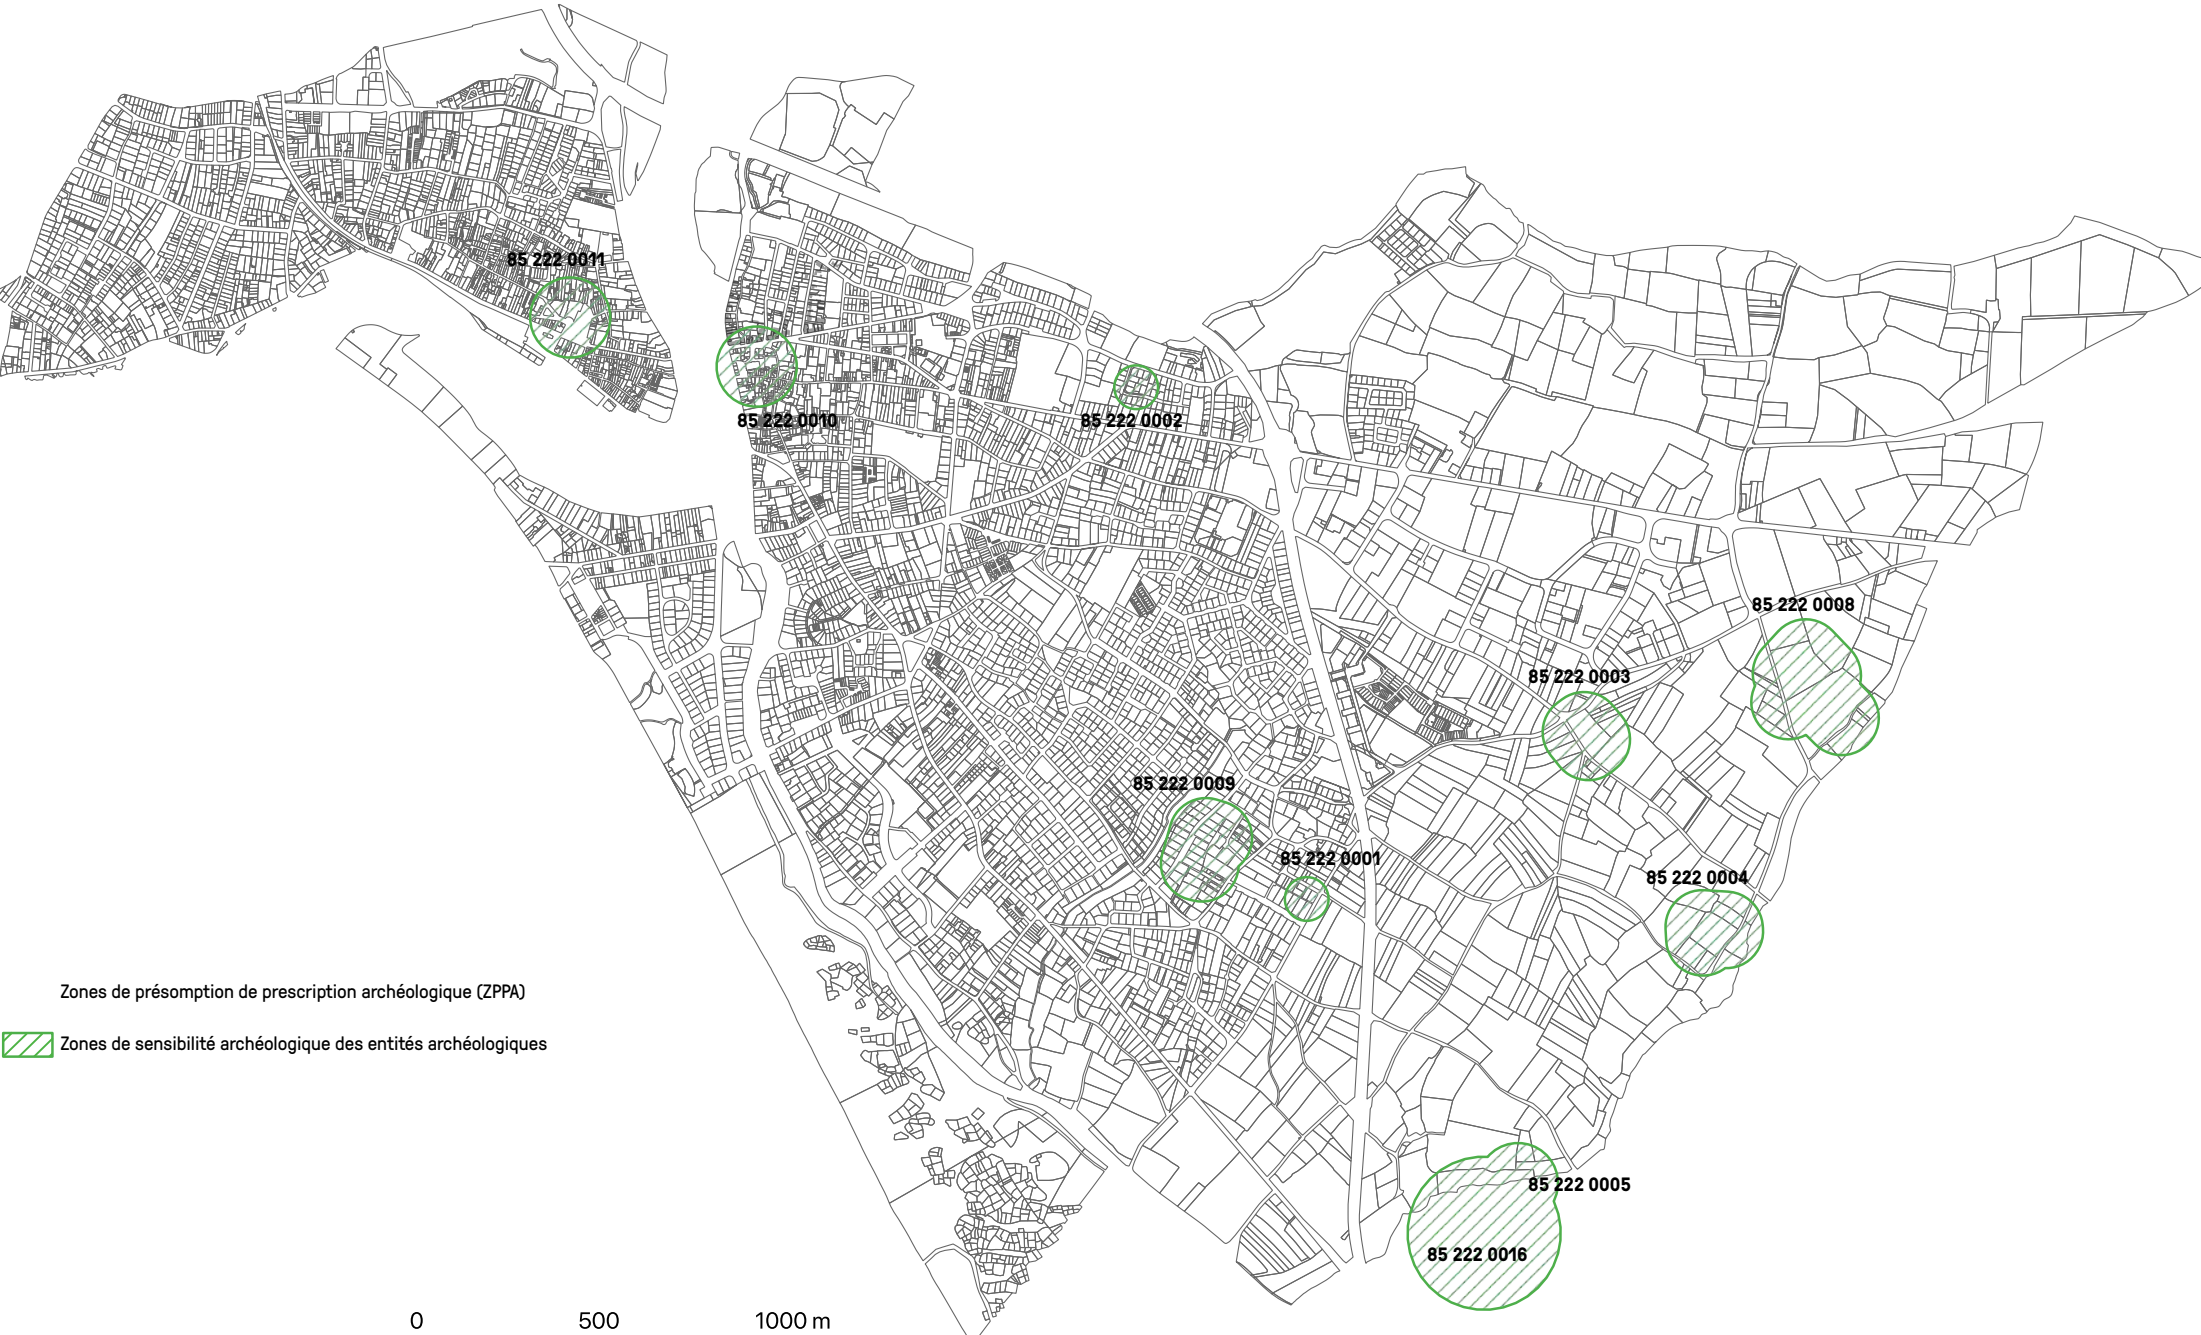 85 222 0011
85 222 0010
85 222 0002
85 222 0008
85 222 0003
85 222 0009
85 222 0001
85 222 0004
85 222 0005
85 222 0016
Zones de présomption de prescription archéologique (ZPPA)
Zones de sensibilité archéologique des entités archéologiques
0 500 1000 m